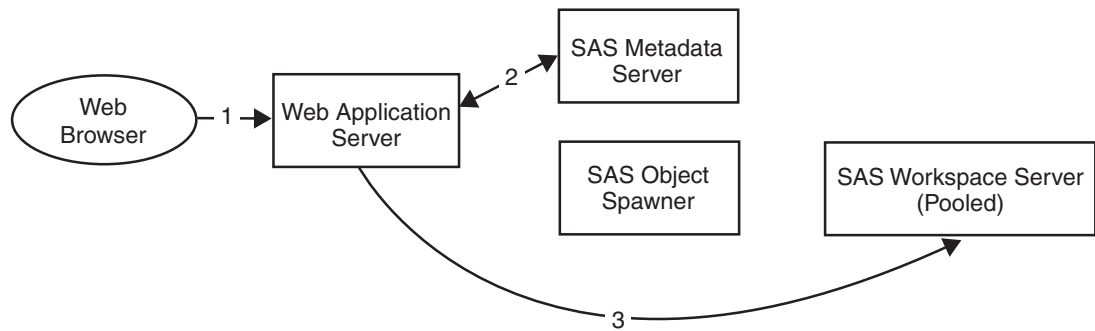 Web
Browser
1
Web Application
Server
2
SAS Metadata
Server
SAS Object
Spawner
SAS Workspace Server
(Pooled)
3